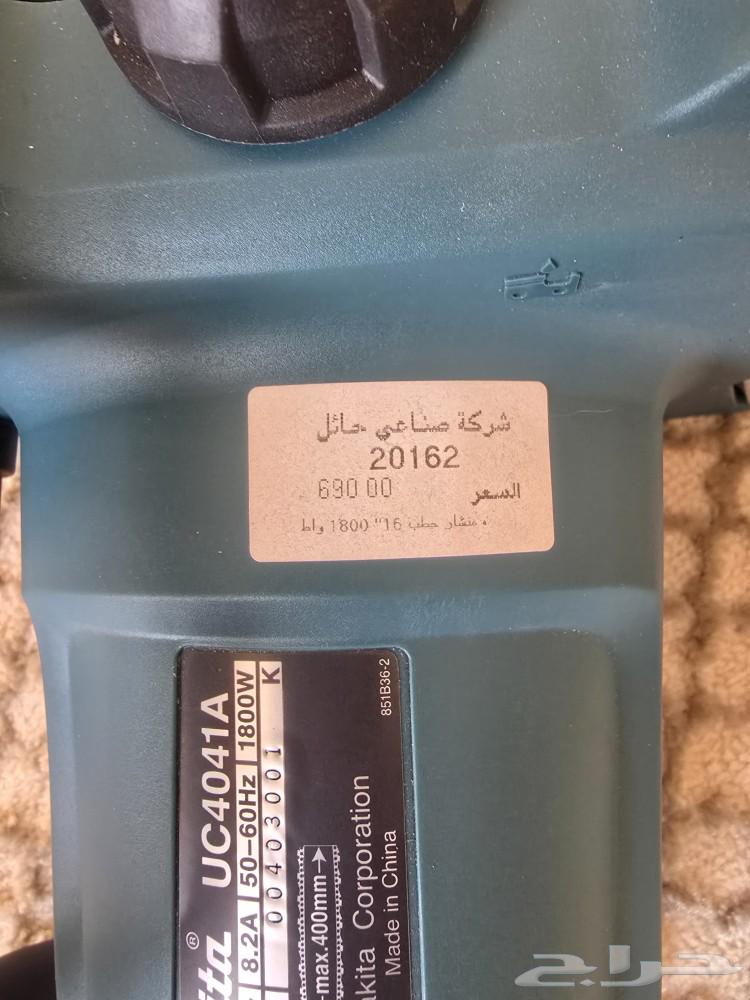 شركة صناعي حائل
20162
السعر 690 00
منشار حطب 16" 1800 واط
UC4041A
8.2A 50–60Hz 1800W
00403001 K
max.400mm
Corporation
Made in China
851B36-2
حراج